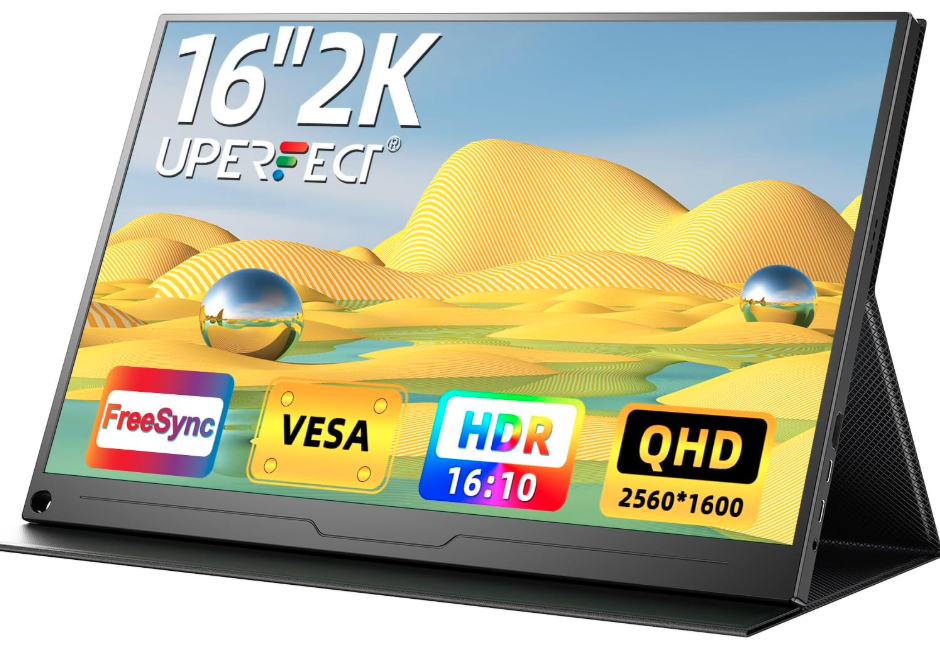 16"2K
UPERFECT®
FreeSync
VESA
HDR
16:10
QHD
2560*1600